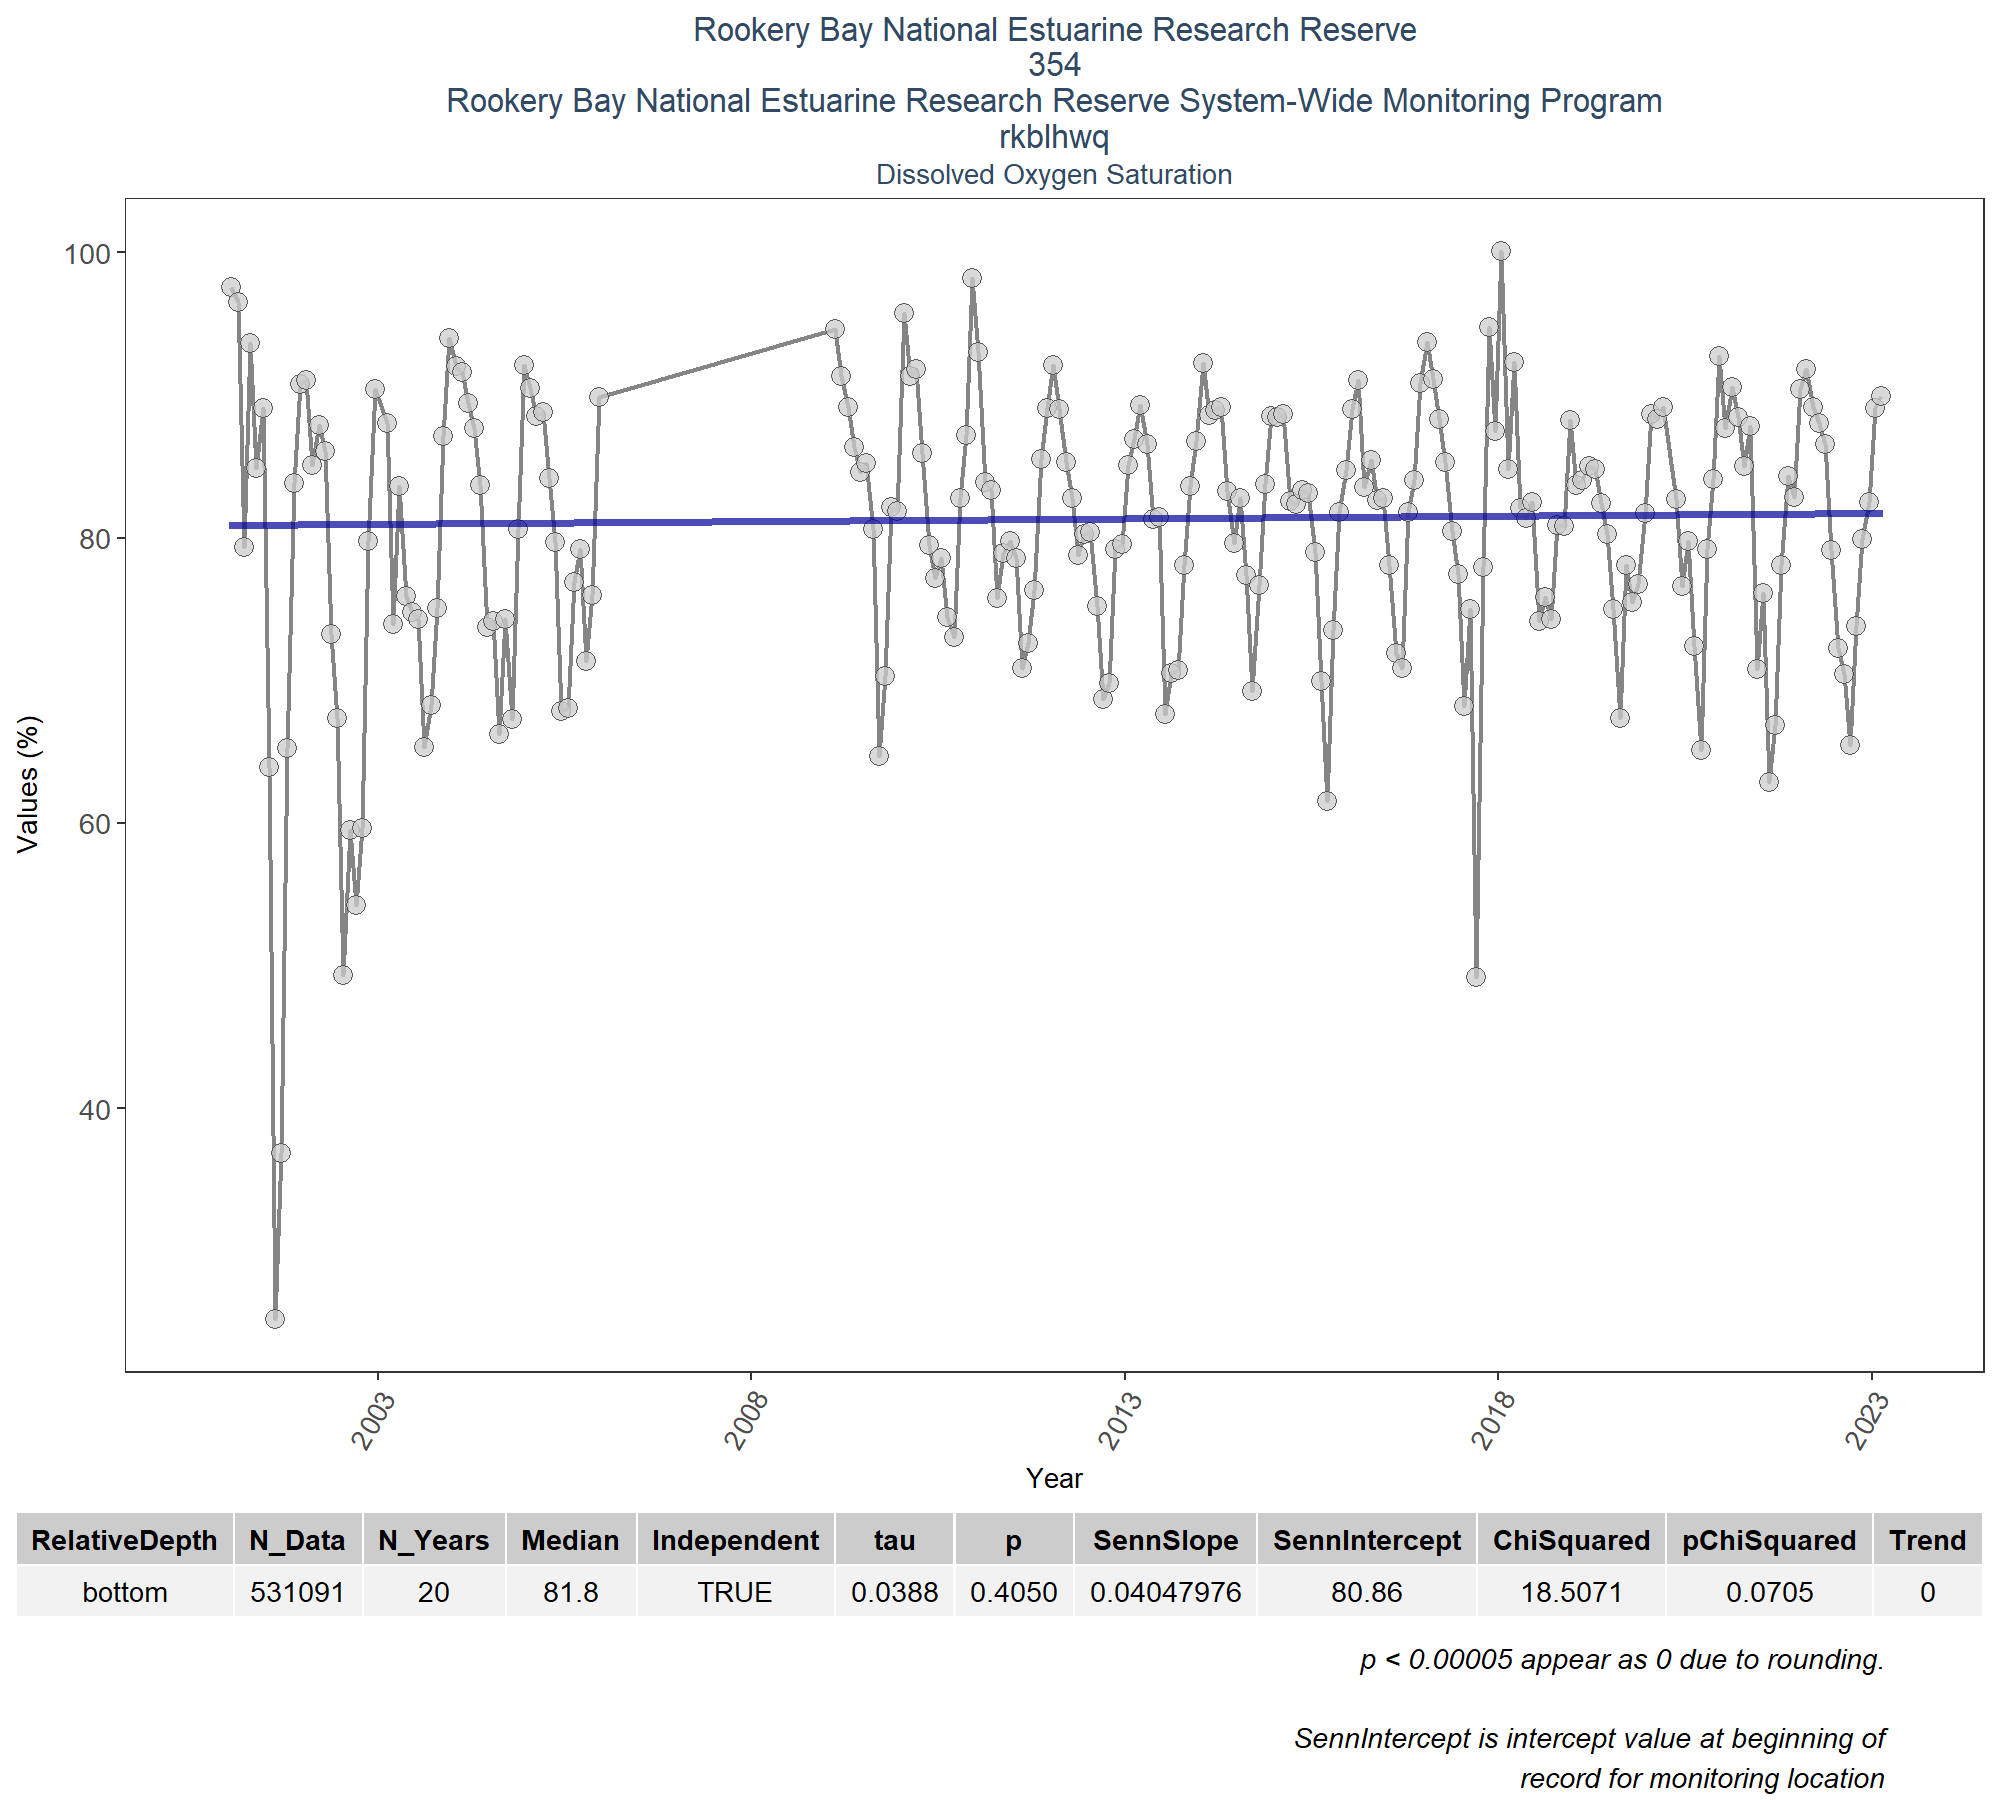 Rookery Bay National Estuarine Research Reserve
354
Rookery Bay National Estuarine Research Reserve System-Wide Monitoring Program
rkblhwq
Dissolved Oxygen Saturation
100
80
60
40
Values (%)
2003
2008
2013
2018
2023
Year
RelativeDepth N_Data N_Years Median Independent tau p SennSlope SennIntercept ChiSquared pChiSquared Trend
bottom 531091 20 81.8 TRUE 0.0388 0.4050 0.04047976 80.86 18.5071 0.0705 0
p < 0.00005 appear as 0 due to rounding.
SennIntercept is intercept value at beginning of
record for monitoring location